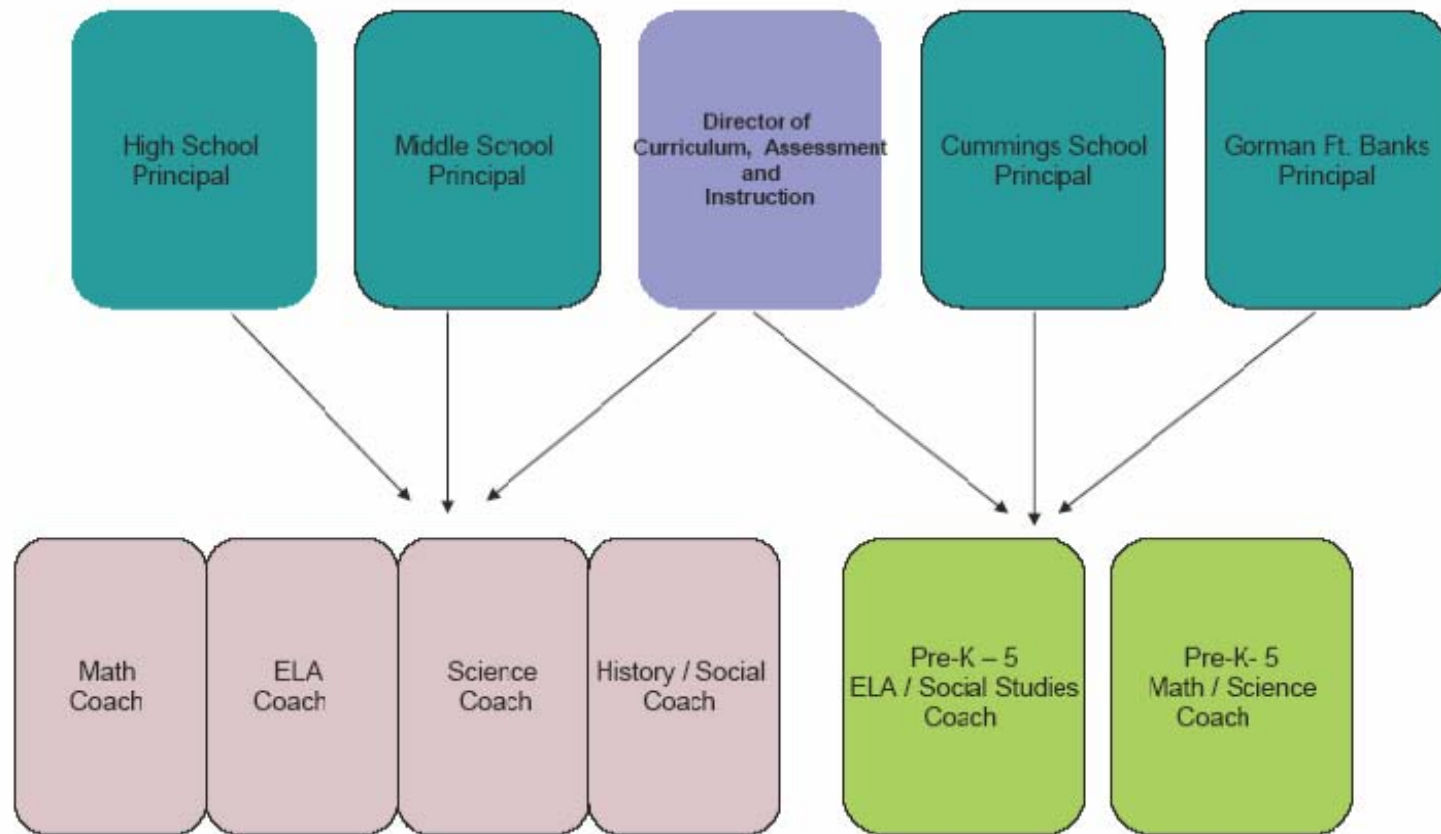 High School
Principal
Middle School
Principal
Director of
Curriculum, Assessment
and
Instruction
Cummings School
Principal
Gorman Ft. Banks
Principal
Math
Coach
ELA
Coach
Science
Coach
History / Social
Coach
Pre-K – 5
ELA / Social Studies
Coach
Pre-K- 5
Math / Science
Coach